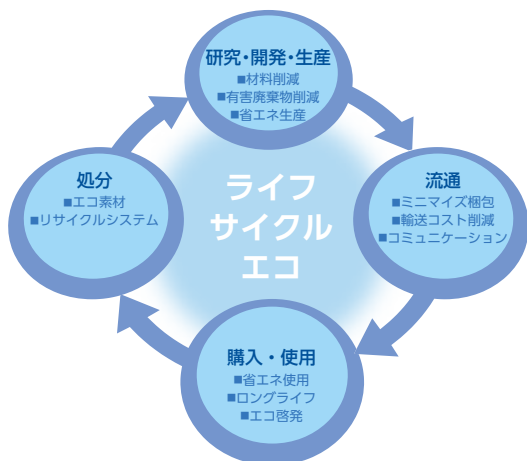 研究・開発・生産
■材料削減
■有害廃棄物削減
■省エネ生産
流通
■ミニマイズ梱包
■輸送コスト削減
■コミュニケーション
購入・使用
■省エネ使用
■ロングライフ
■エコ啓発
処分
■エコ素材
■リサイクルシステム
ライフ
サイクル
エコ